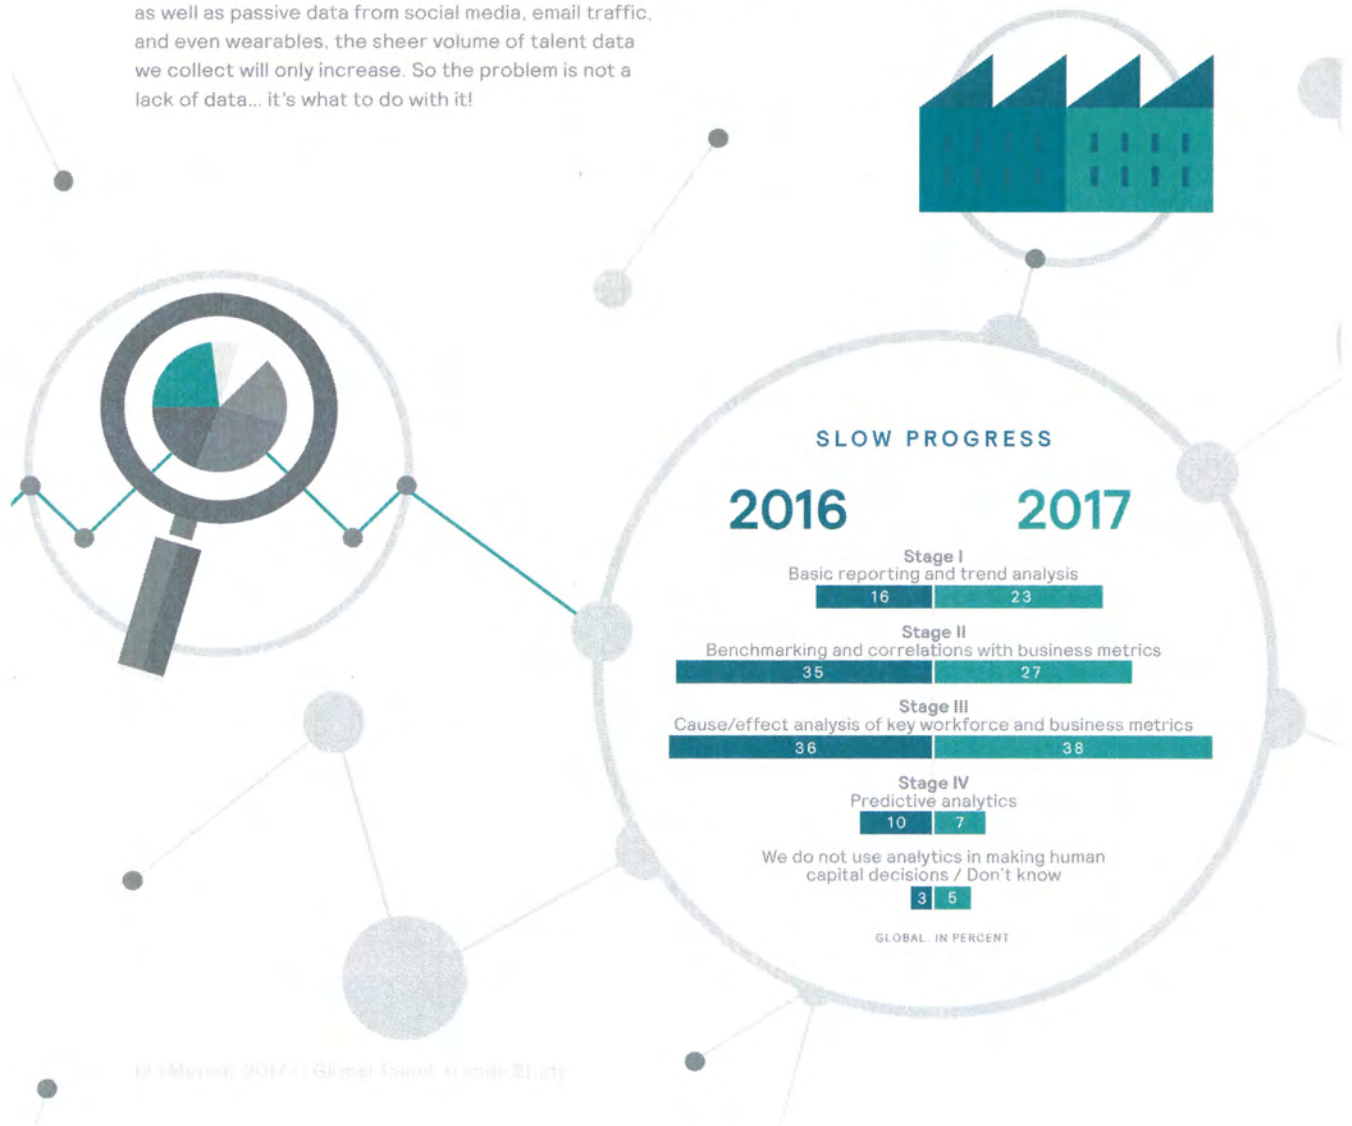 as well as passive data from social media, email traffic,
and even wearables, the sheer volume of talent data
we collect will only increase. So the problem is not a
lack of data... it's what to do with it!
SLOW PROGRESS
2016 2017
Stage I
Basic reporting and trend analysis
16 23
Stage II
Benchmarking and correlations with business metrics
35 27
Stage III
Cause/effect analysis of key workforce and business metrics
36 38
Stage IV
Predictive analytics
10 7
We do not use analytics in making human
capital decisions / Don't know
3 5
GLOBAL, IN PERCENT
2017 Global Talent Trends Study